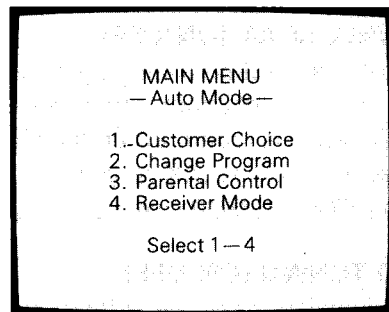 MAIN MENU
—Auto Mode—
1. Customer Choice
2. Change Program
3. Parental Control
4. Receiver Mode
Select 1—4